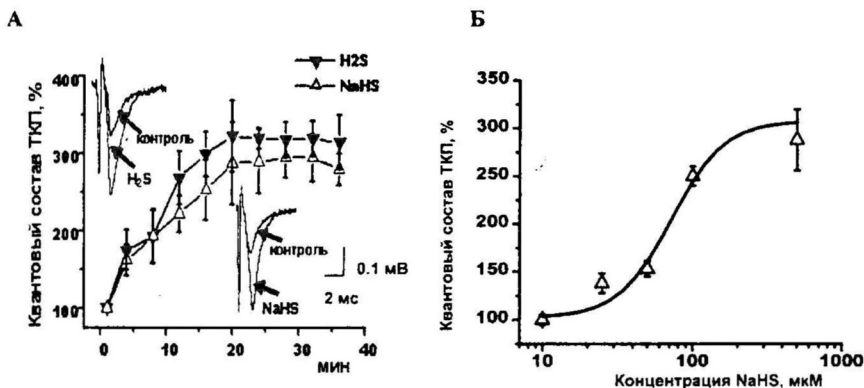 А
Б
H2S
NaHS
Квантовый состав ТКП, %
400
300
200
100
контроль
H₂S
контроль
NaHS
0.1 мВ
2 мс
0
10
20
30
40
МИН
Квантовый состав ТКП, %
350
300
250
200
150
100
10
100
1000
Концентрация NaHS, мкМ